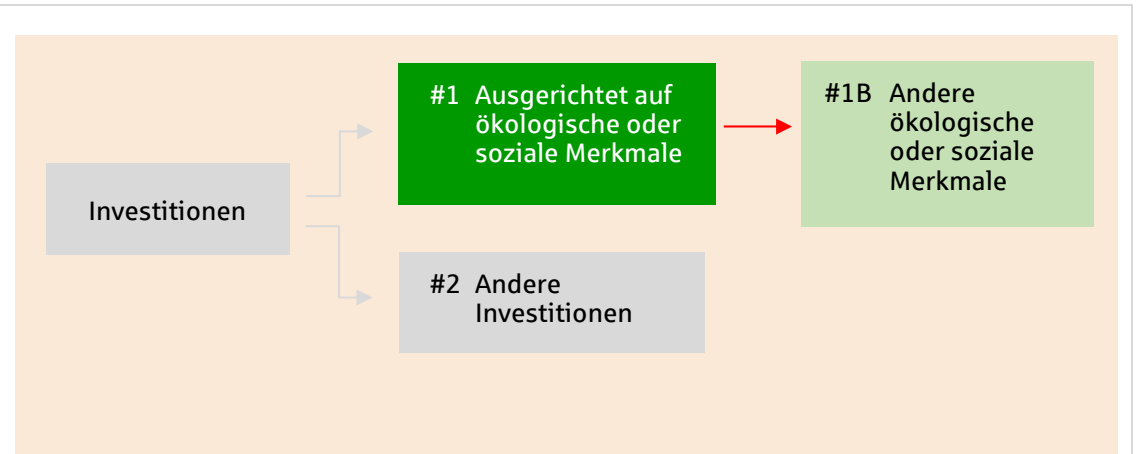 #1 Ausgerichtet auf
ökologische oder
soziale Merkmale
#1B Andere
ökologische
oder soziale
Merkmale
Investitionen
#2 Andere
Investitionen